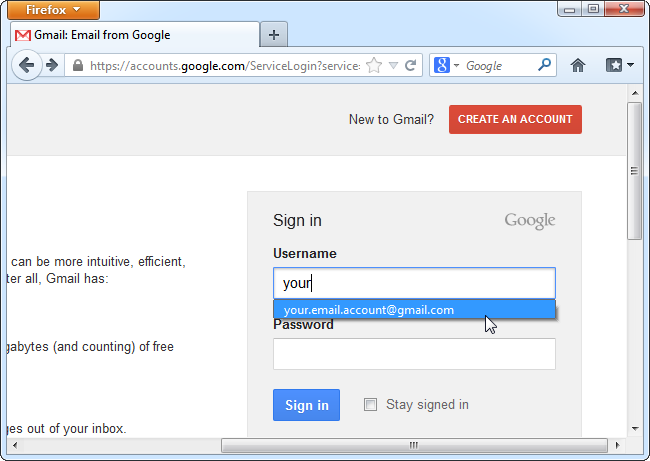 Firefox
Gmail: Email from Google
https://accounts.google.com/ServiceLogin?service=
Google
New to Gmail? CREATE AN ACCOUNT
Sign in Google
Username
your
your.email.account@gmail.com
Password
Sign in Stay signed in
can be more intuitive, efficient,
ter all, Gmail has:
gabytes (and counting) of free
ges out of your inbox.